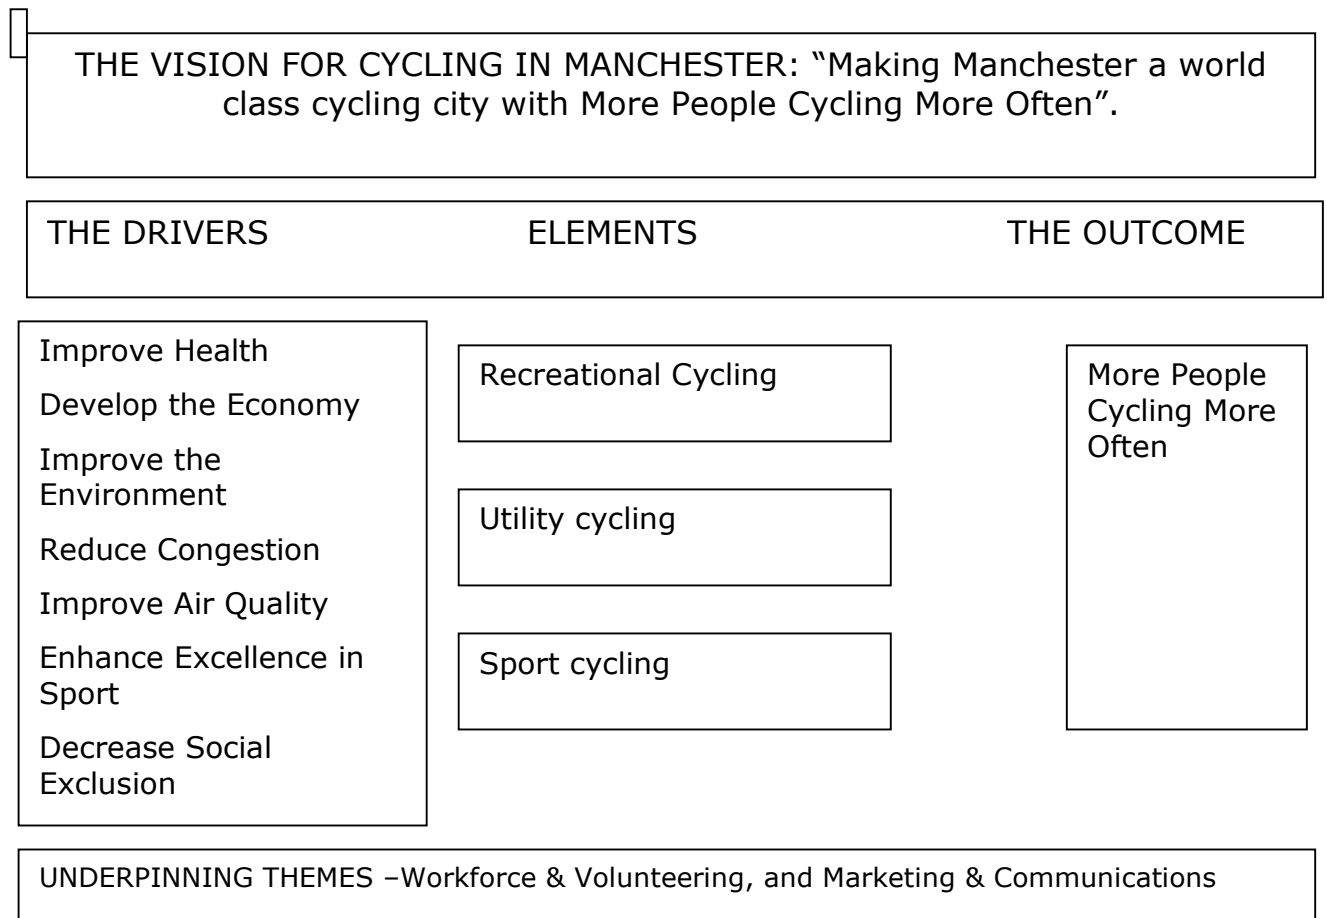 THE VISION FOR CYCLING IN MANCHESTER: “Making Manchester a world
class cycling city with More People Cycling More Often”.
THE DRIVERS ELEMENTS THE OUTCOME
Improve Health
Develop the Economy
Improve the
Environment
Reduce Congestion
Improve Air Quality
Enhance Excellence in
Sport
Decrease Social
Exclusion
Recreational Cycling
Utility cycling
Sport cycling
More People
Cycling More
Often
UNDERPINNING THEMES –Workforce & Volunteering, and Marketing & Communications